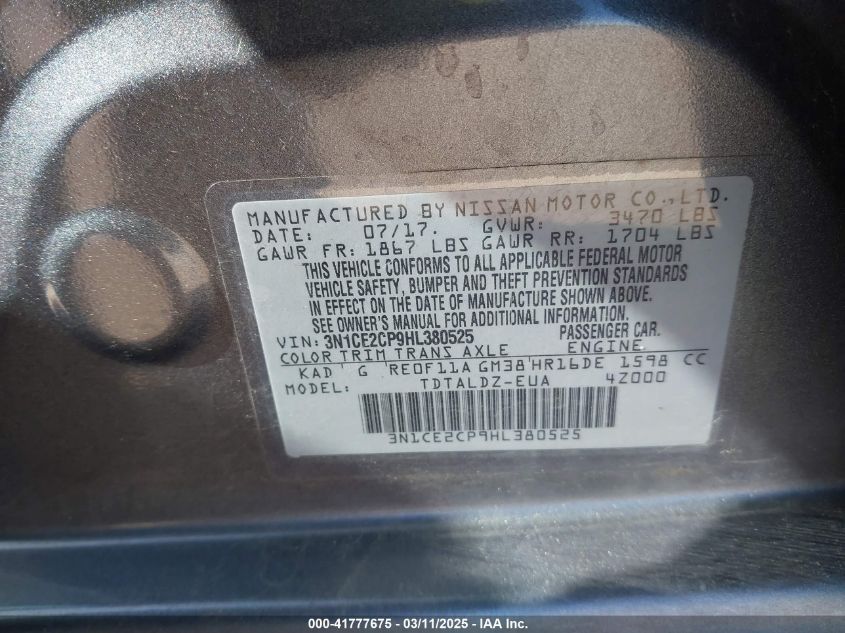 MANUFACTURED BY NISSAN MOTOR CO.,LTD.
DATE: 07/17. GVWR: 3470 LBS
GAWR FR: 1867 LBS GAWR RR: 1704 LBS
THIS VEHICLE CONFORMS TO ALL APPLICABLE FEDERAL MOTOR
VEHICLE SAFETY, BUMPER AND THEFT PREVENTION STANDARDS
IN EFFECT ON THE DATE OF MANUFACTURE SHOWN ABOVE.
SEE OWNER'S MANUAL FOR ADDITIONAL INFORMATION.
VIN: 3N1CE2CP9HL380525 PASSENGER CAR.
COLOR TRIM TRANS AXLE ENGINE
KAD G RE0F11A GM38 HR16DE 1598 CC
MODEL: TDTALDZ-EUA 4Z000
3N1CE2CP9HL380525
000-41777675 - 03/11/2025 - IAA Inc.